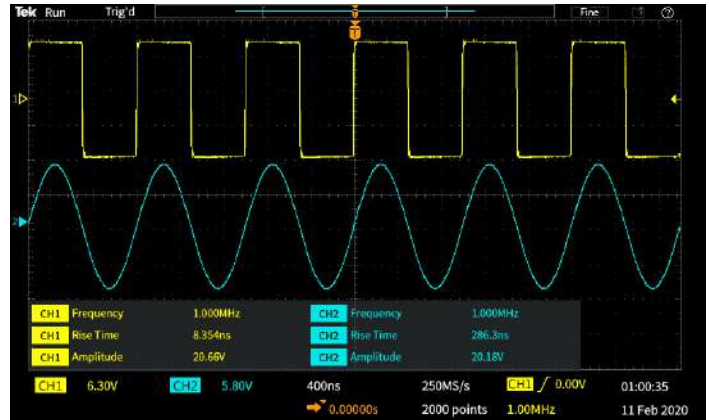 Tek Run Trig'd Fine
1
2
CH1 Frequency 1.000MHz CH2 Frequency 1.000MHz
CH1 Rise Time 8.354ns CH2 Rise Time 286.3ns
CH1 Amplitude 20.66V CH2 Amplitude 20.18V
CH1 6.30V CH2 5.80V 400ns 250MS/s CH1 0.00V 01:00:35
0.00000s 2000 points 1.00MHz 11 Feb 2020